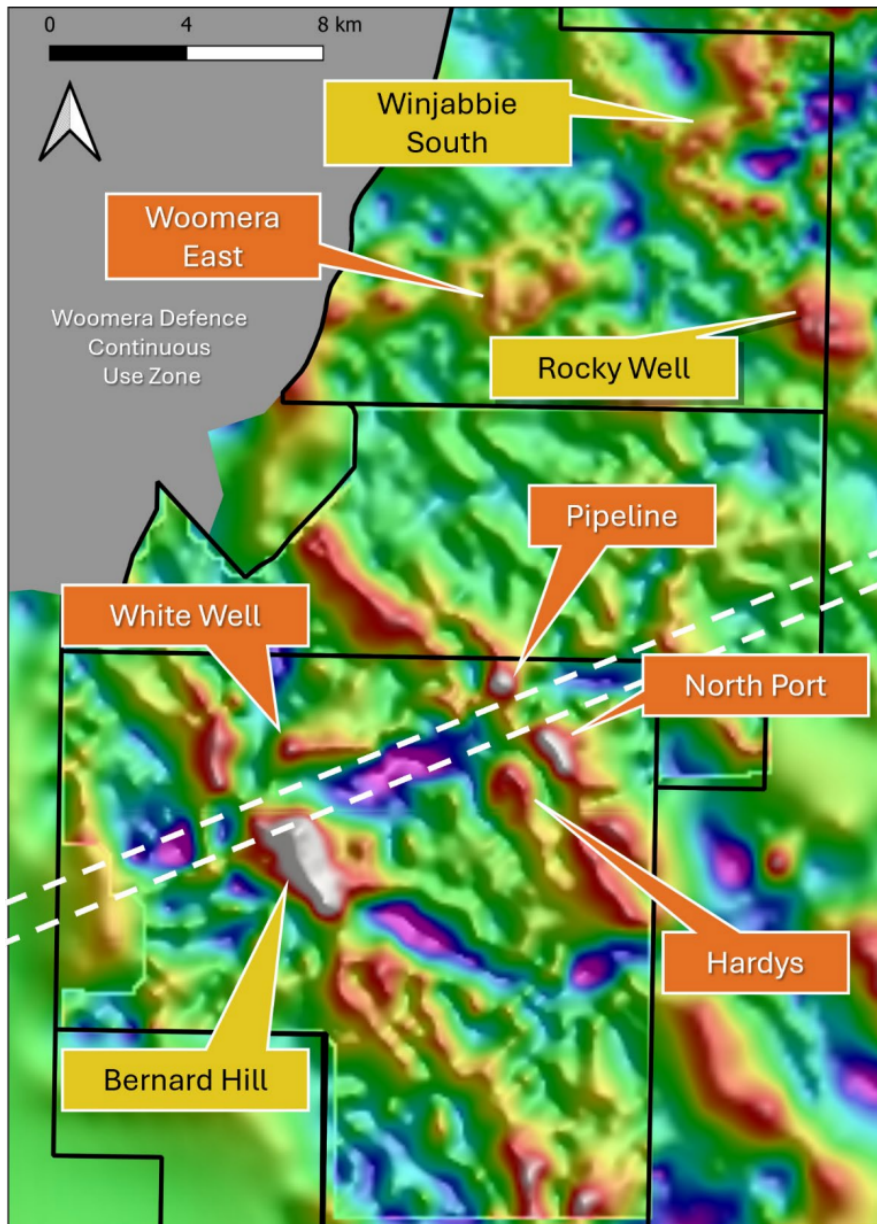 0 4 8 km
Winjabbie
South
Woomera
East
Woomera Defence
Continuous
Use Zone
Rocky Well
Pipeline
White Well
North Port
Hardys
Bernard Hill